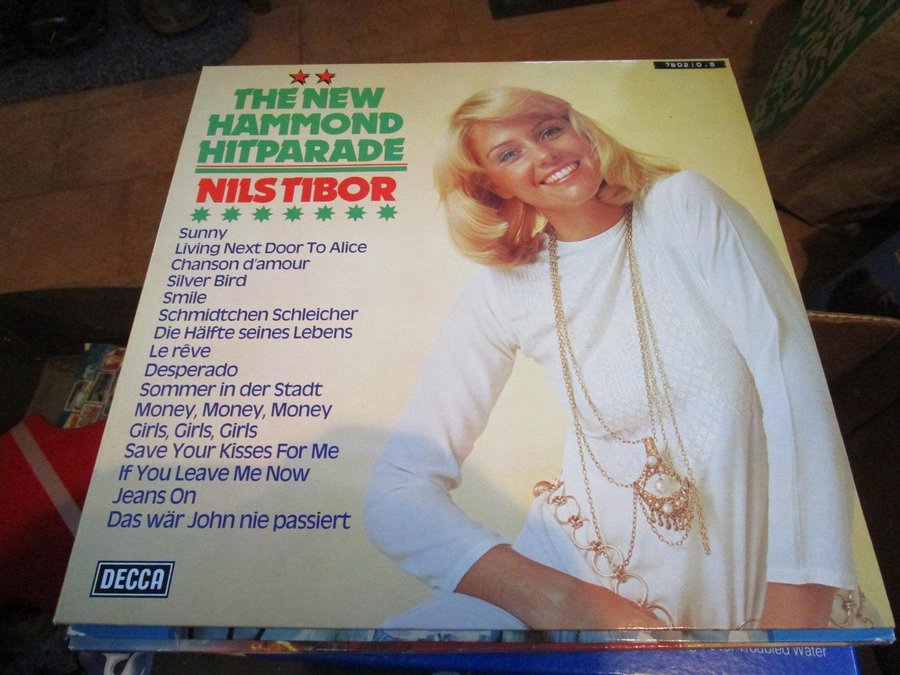 780210.5
THE NEW
HAMMOND
HITPARADE
NILS TIBOR
Sunny
Living Next Door To Alice
Chanson d'amour
Silver Bird
Smile
Schmidtchen Schleicher
Die Hälfte seines Lebens
Le rêve
Desperado
Sommer in der Stadt
Money, Money, Money
Girls, Girls, Girls
Save Your Kisses For Me
If You Leave Me Now
Jeans On
Das wär John nie passiert
DECCA
Troubled Water